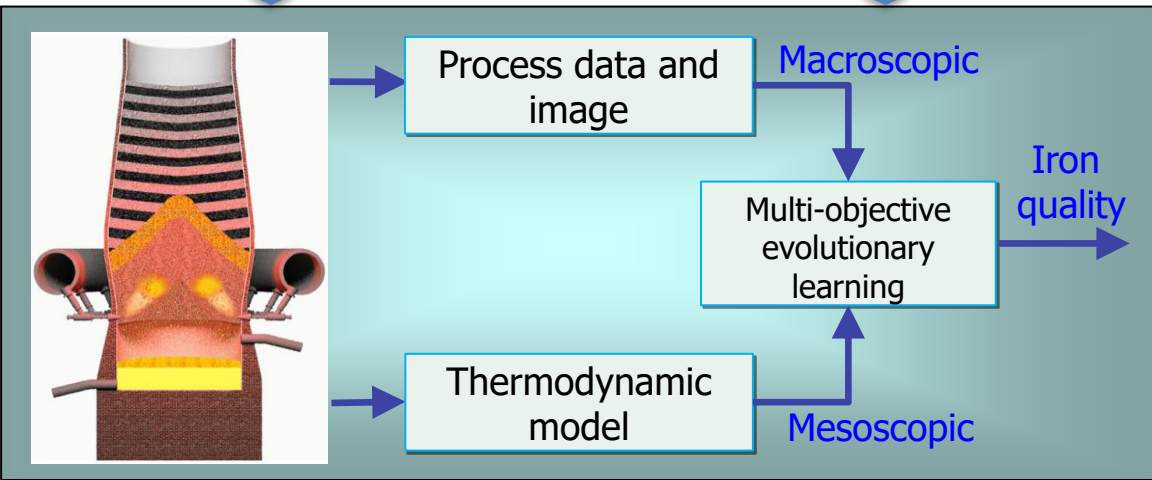 Process data and
image
Macroscopic
Iron
quality
Multi-objective
evolutionary
learning
Thermodynamic
model
Mesoscopic